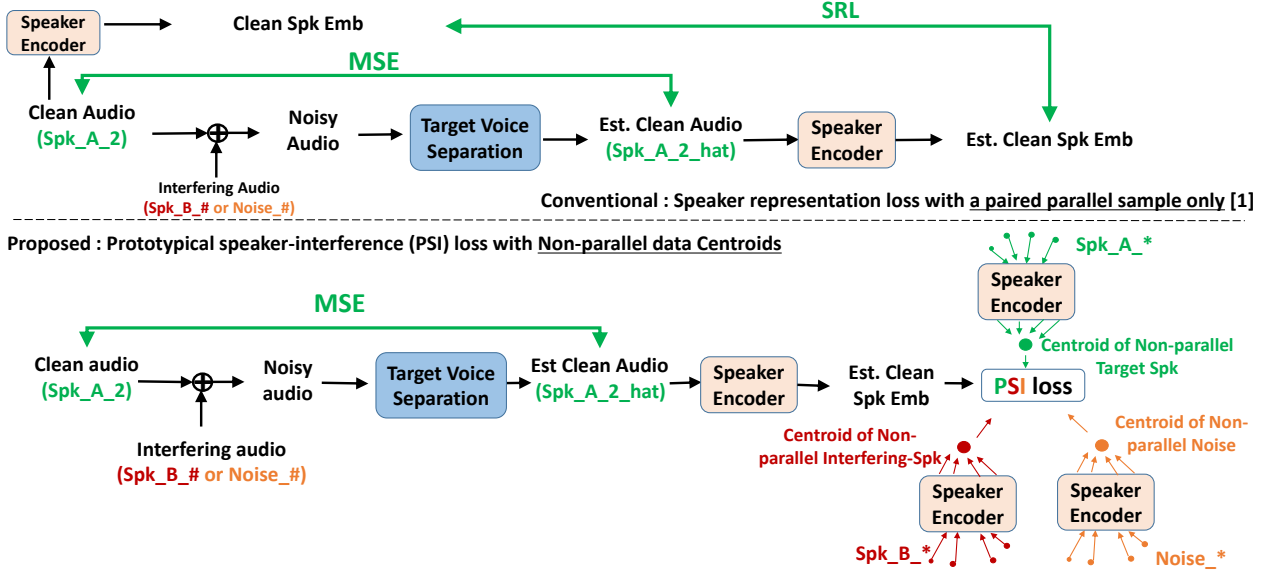 Speaker
Encoder
Clean Spk Emb
SRL
MSE
Clean Audio
(Spk_A_2)
Noisy
Audio
Target Voice
Separation
Est. Clean Audio
(Spk_A_2_hat)
Speaker
Encoder
Est. Clean Spk Emb
Interfering Audio
(Spk_B_# or Noise_#)
Conventional : Speaker representation loss with a paired parallel sample only [1]
Proposed : Prototypical speaker-interference (PSI) loss with Non-parallel data Centroids
Spk_A_*
Speaker
Encoder
MSE
Centroid of Non-parallel
Target Spk
Clean audio
(Spk_A_2)
Noisy
audio
Target Voice
Separation
Est Clean Audio
(Spk_A_2_hat)
Speaker
Encoder
Est. Clean
Spk Emb
PSI loss
Interfering audio
(Spk_B_# or Noise_#)
Centroid of Non-
parallel Interfering-Spk
Centroid of Non-
parallel Noise
Speaker
Encoder
Speaker
Encoder
Spk_B_*
Noise_*